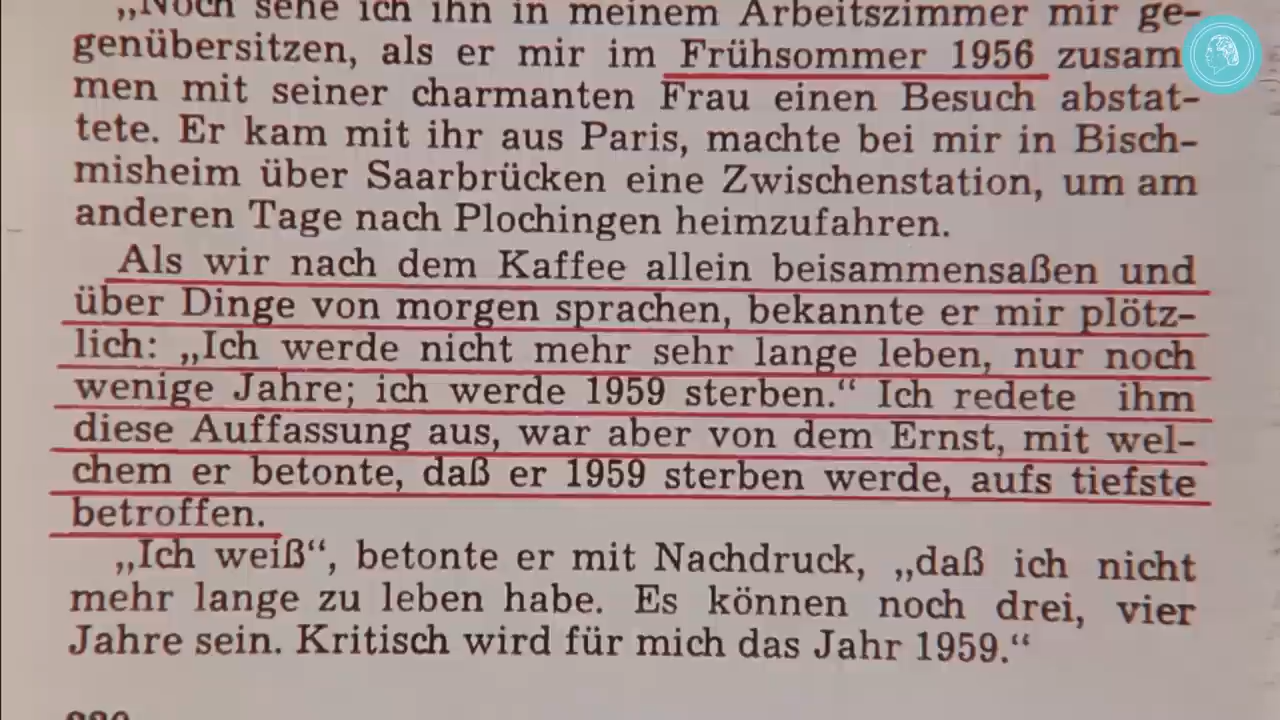 „Noch sehe ich ihn in meinem Arbeitszimmer mir ge-
genübersitzen, als er mir im Frühsommer 1956 zusam
men mit seiner charmanten Frau einen Besuch abstat-
tete. Er kam mit ihr aus Paris, machte bei mir in Bisch-
misheim über Saarbrücken eine Zwischenstation, um am
anderen Tage nach Plochingen heimzufahren.
Als wir nach dem Kaffee allein beisammensaßen und
über Dinge von morgen sprachen, bekannte er mir plötz-
lich: „Ich werde nicht mehr sehr lange leben, nur noch
wenige Jahre; ich werde 1959 sterben.“ Ich redete ihm
diese Auffassung aus, war aber von dem Ernst, mit wel-
chem er betonte, daß er 1959 sterben werde, aufs tiefste
betroffen.
„Ich weiß“, betonte er mit Nachdruck, „daß ich nicht
mehr lange zu leben habe. Es können noch drei, vier
Jahre sein. Kritisch wird für mich das Jahr 1959.“